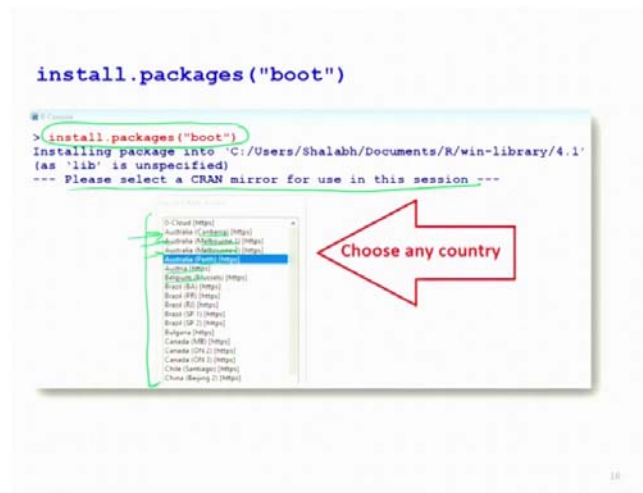 install.packages("boot")
R Console
> install.packages("boot")
Installing package into 'C:/Users/Shalabh/Documents/R/win-library/4.1'
(as 'lib' is unspecified)
--- Please select a CRAN mirror for use in this session ---
0-Cloud [https]
Australia (Canberra) [https]
Australia (Melbourne 1) [https]
Australia (Melbourne 2) [https]
Australia (Perth) [https]
Austria [https]
Belgium (Brussels) [https]
Brazil (BA) [https]
Brazil (PR) [https]
Brazil (RJ) [https]
Brazil (SP 1) [https]
Brazil (SP 2) [https]
Bulgaria [https]
Canada (MB) [https]
Canada (ON 2) [https]
Canada (ON 3) [https]
Chile (Santiago) [https]
China (Beijing 2) [https]
Choose any country
18